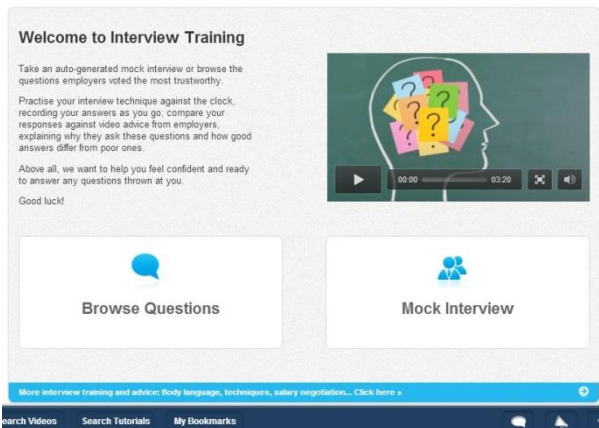 Welcome to Interview Training
Take an auto-generated mock interview or browse the
questions employers voted the most trustworthy.
Practise your interview technique against the clock,
recording your answers as you go; compare your
responses against video advice from employers,
explaining why they ask these questions and how good
answers differ from poor ones.
Above all, we want to help you feel confident and ready
to answer any questions thrown at you.
Good luck!
? ? ? ? ?
00:00 03:20
Browse Questions
Mock Interview
More interview training and advice: Body language, techniques, salary negotiation... Click here »
earch Videos Search Tutorials My Bookmarks